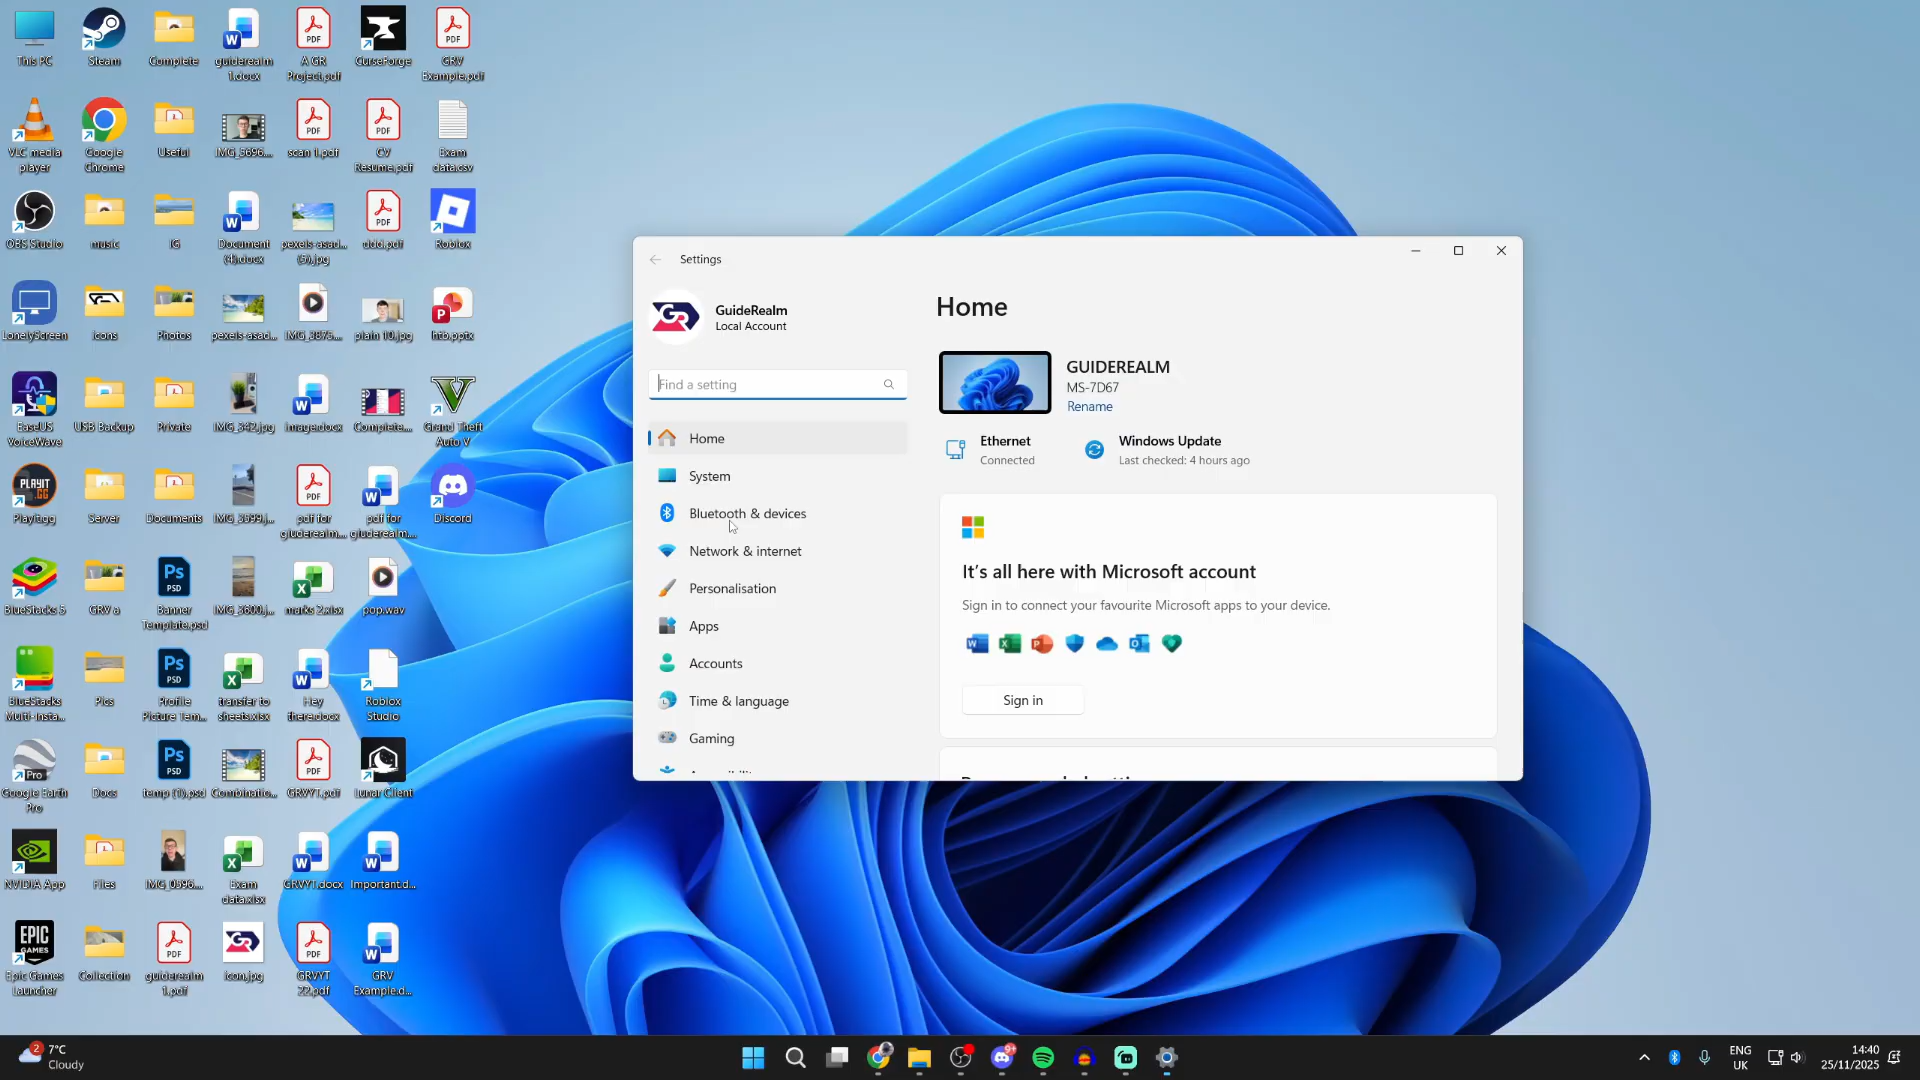 This PC
Steam
Complete
guiderealm
1.docx
A GR
Project.pdf
CurseForge
GRV
Example.pdf
VLC media
player
Google
Chrome
Useful
IMG_3696...
scan 1.pdf
CV
Resume.pdf
Exam
data.csv
OBS Studio
music
IG
Document
(4).docx
pexels-asad...
(5).jpg
ddd.pdf
Roblox
LonelyScreen
Icons
Photos
pexels-asad...
IMG_3875...
plain 10.jpg
htb.pptx
EaseUS
VoiceWave
USB Backup
Private
IMG_342.jpg
image.docx
Complete...
Grand Theft
Auto V
PLAYIT
.GG
Playit.gg
Server
Documents
IMG_3599.j...
pdf for
guiderealm...
pdf for
guiderealm...
Discord
BlueStacks 5
GRV a
Banner
Template.psd
IMG_3600.j...
marks 2.xlsx
pop.wav
BlueStacks
Multi-Insta...
Pics
Profile
Picture Tem...
transfer to
sheets.xlsx
Hey
there.docx
Roblox
Studio
Google Earth
Pro
Docs
temp (1).psd
Combinatio...
GRVYT.pdf
Lunar Client
NVIDIA App
Files
IMG_0596...
Exam
data.xlsx
GRVYT.docx
Important.d...
EPIC
GAMES
Epic Games
Launcher
Collection
guiderealm
1.pdf
icon.jpg
GRVYT
22.pdf
GRV
Example.d...
Settings
GuideRealm
Local Account
Find a setting
Home
System
Bluetooth & devices
Network & internet
Personalisation
Apps
Accounts
Time & language
Gaming
Home
GUIDEREALM
MS-7D67
Rename
Ethernet
Connected
Windows Update
Last checked: 4 hours ago
It's all here with Microsoft account
Sign in to connect your favourite Microsoft apps to your device.
Sign in
2
7°C
Cloudy
9+
ENG
UK
14:40
25/11/2025